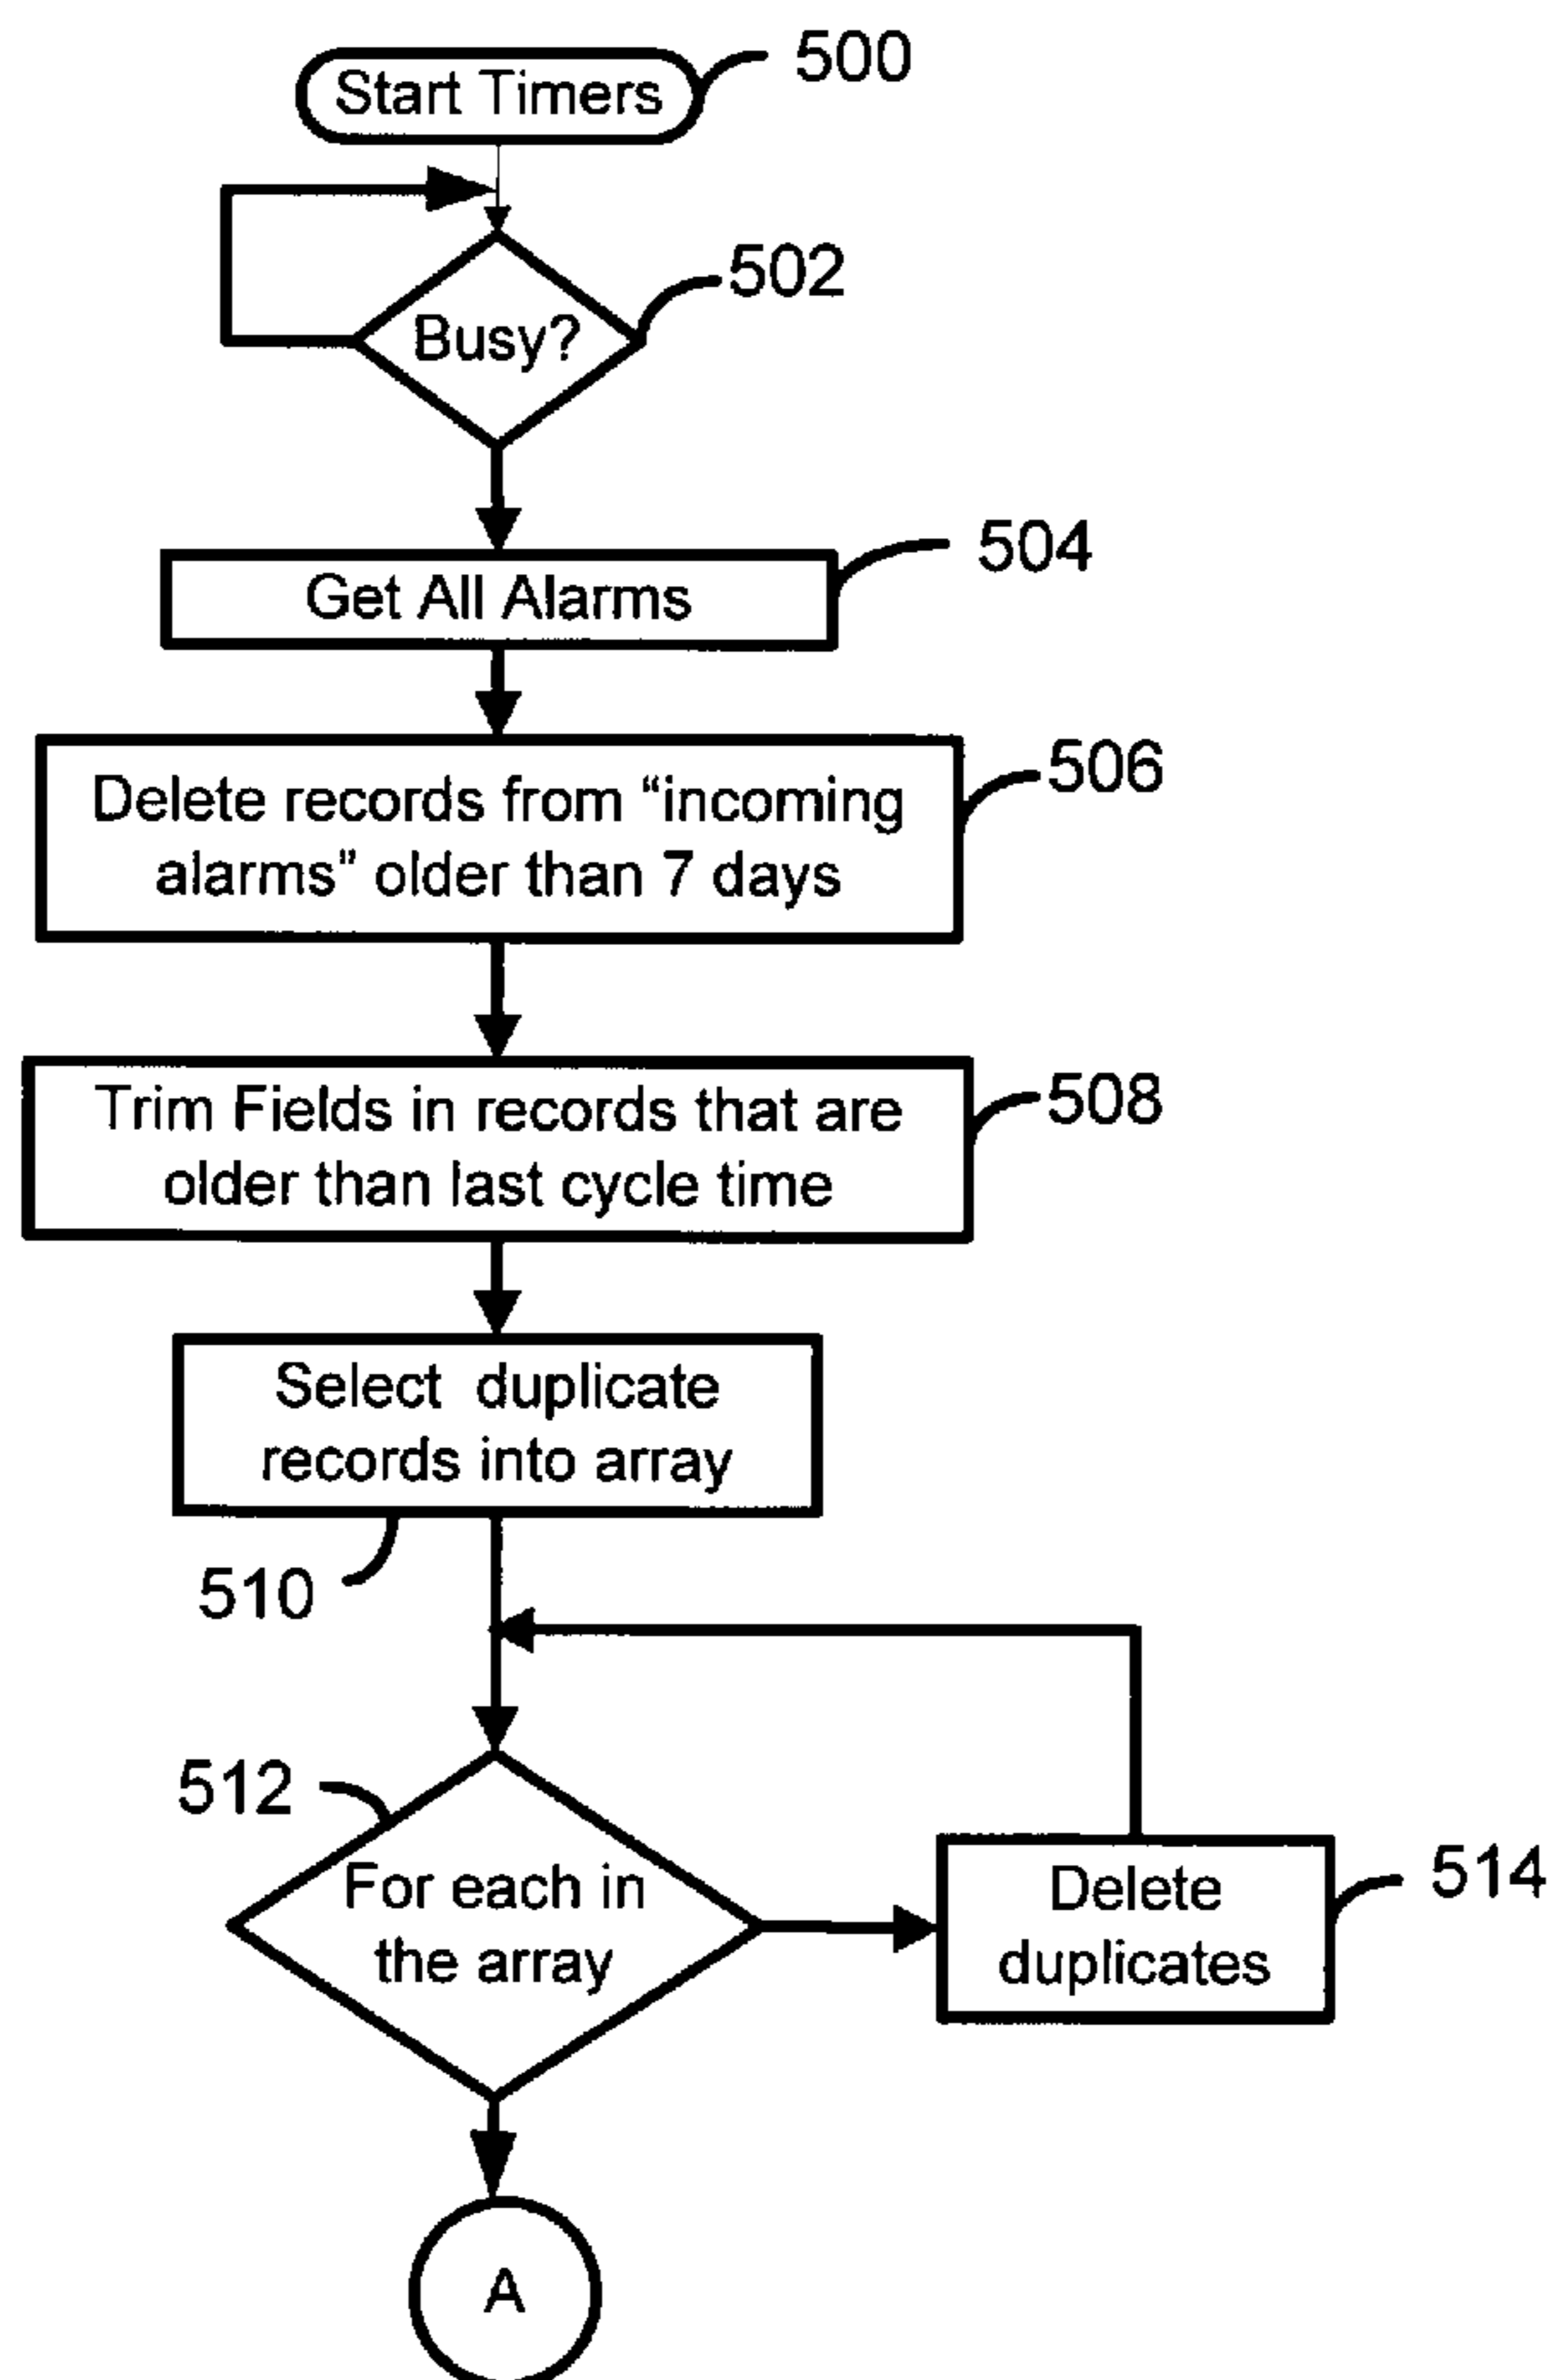 Start Timers
500
Busy?
502
Get All Alarms
504
Delete records from “incoming
alarms” older than 7 days
506
Trim Fields in records that are
older than last cycle time
508
Select duplicate
records into array
510
512
For each in
the array
Delete
duplicates
514
A